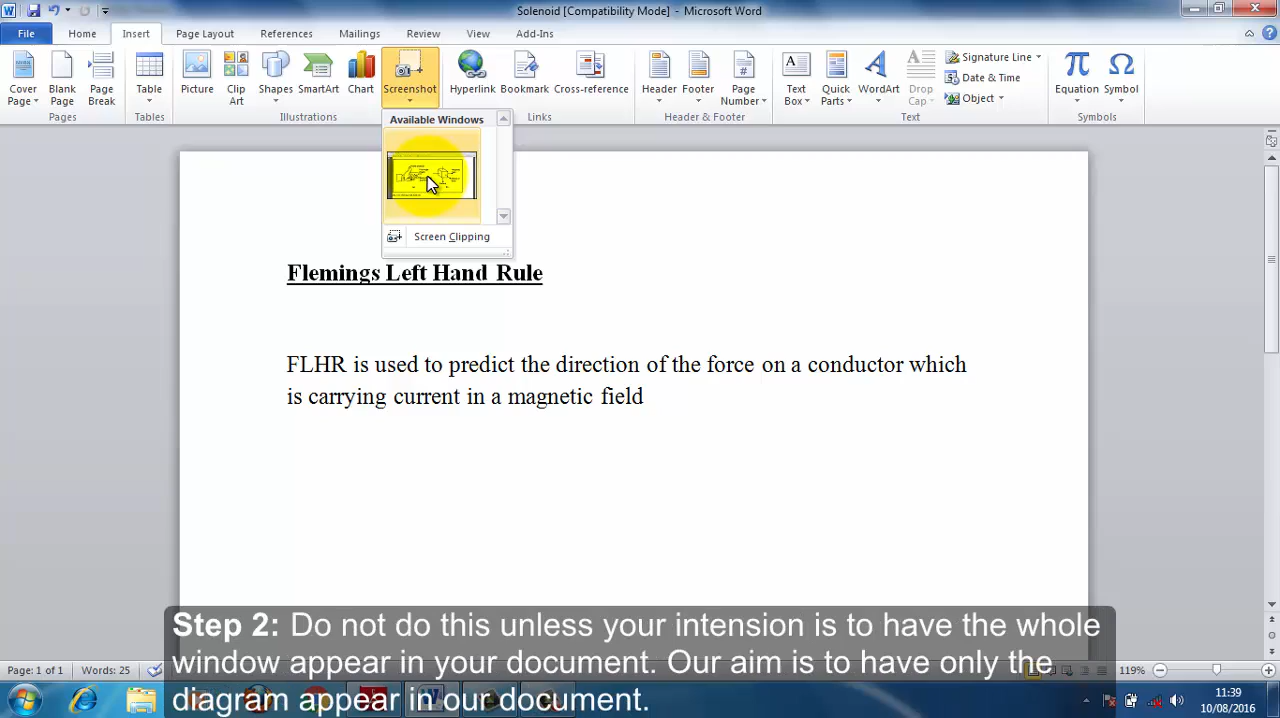 Solenoid [Compatibility Mode] - Microsoft Word
File Home Insert Page Layout References Mailings Review View Add-Ins
Cover Page
Blank Page
Page Break
Table
Picture
Clip Art
Shapes
SmartArt
Chart
Screenshot
Hyperlink
Bookmark
Cross-reference
Header
Footer
Page Number
Text Box
Quick Parts
WordArt
Drop Cap
Signature Line
Date & Time
Object
Equation
Symbol
Pages Tables Illustrations Links Header & Footer Text Symbols
Available Windows
Screen Clipping
Flemings Left Hand Rule
FLHR is used to predict the direction of the force on a conductor which
is carrying current in a magnetic field
Step 2: Do not do this unless your intension is to have the whole
window appear in your document. Our aim is to have only the
diagram appear in our document.
Page: 1 of 1 Words: 25 119%
11:39
10/08/2016